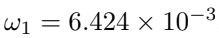 ω₁ = 6.424 × 10⁻³